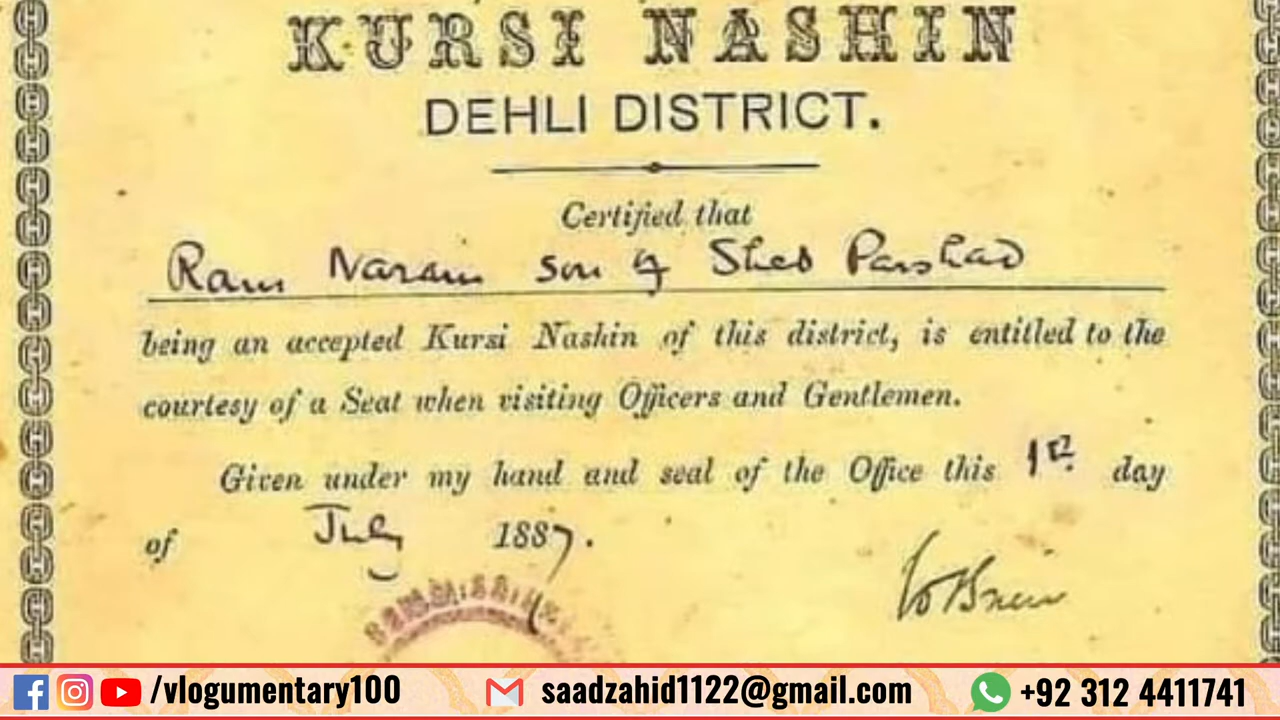 KURSI NASHIN
DEHLI DISTRICT.
Certified that
Ram Narain son of Sheo Parshad
being an accepted Kursi Nashin of this district, is entitled to the
courtesy of a Seat when visiting Officers and Gentlemen.
Given under my hand and seal of the Office this 1st day
of July 1887.
/vlogumentary100 saadzahid1122@gmail.com +92 312 4411741